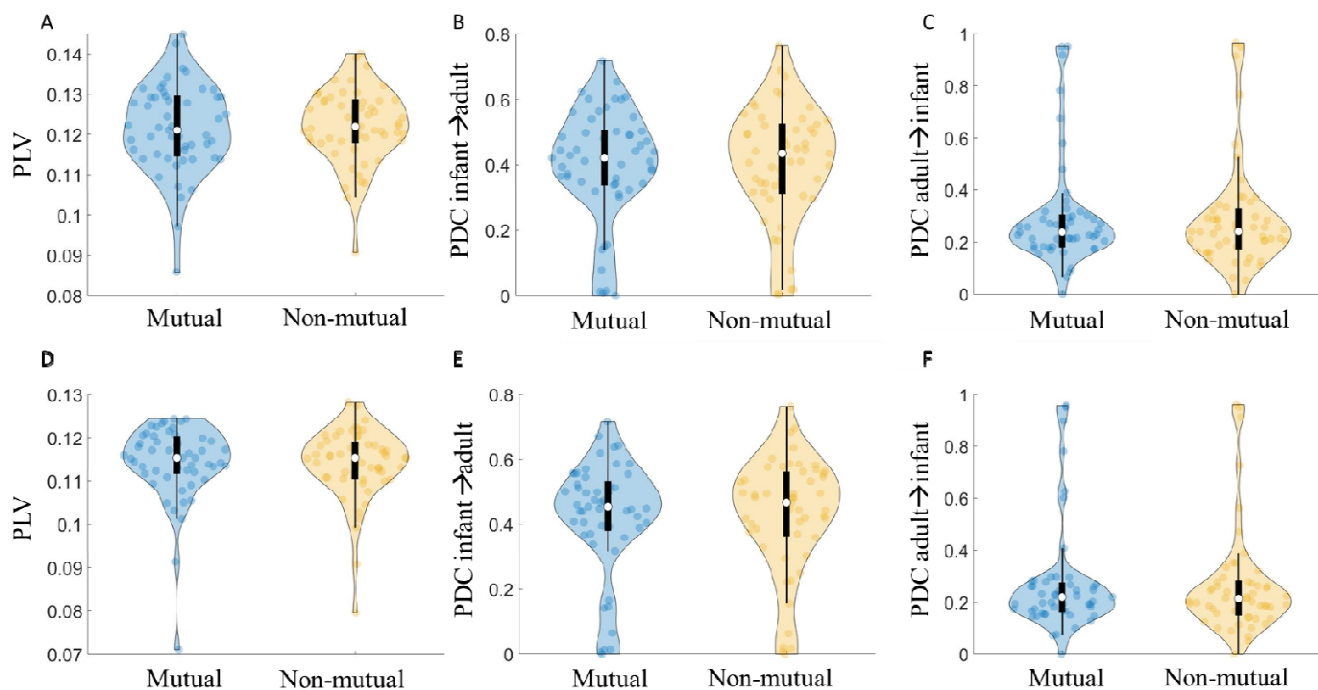 A
0.14
0.13
0.12
0.11
0.1
0.09
0.08
PLV
Mutual Non-mutual
B
0.8
0.6
0.4
0.2
0
PDC infant→adult
Mutual Non-mutual
C
1
0.8
0.6
0.4
0.2
0
PDC adult→infant
Mutual Non-mutual
D
0.13
0.12
0.11
0.1
0.09
0.08
0.07
PLV
Mutual Non-mutual
E
0.8
0.6
0.4
0.2
0
PDC infant→adult
Mutual Non-mutual
F
1
0.8
0.6
0.4
0.2
0
PDC adult→infant
Mutual Non-mutual